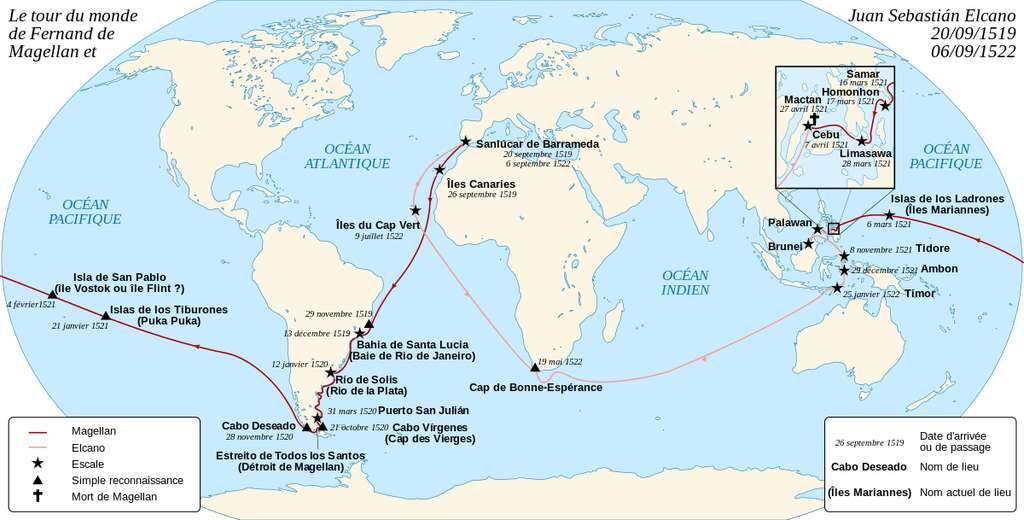 Le tour du monde
de Fernand de
Magellan et
Juan Sebastián Elcano
20/09/1519
06/09/1522
Samar
16 mars 1521
Homonhon
17 mars 1521
Mactan
27 avril 1521
Cebu
7 avril 1521
Limasawa
28 mars 1521
OCÉAN
ATLANTIQUE
Sanlúcar de Barrameda
20 septembre 1519
6 septembre 1522
OCÉAN
PACIFIQUE
Îles Canaries
26 septembre 1519
OCÉAN
PACIFIQUE
Islas de los Ladrones
(Îles Mariannes)
6 mars 1521
Îles du Cap Vert
9 juillet 1522
Palawan
Brunei
8 novembre 1521 Tidore
29 décembre 1521 Ambon
25 janvier 1522 Timor
OCÉAN
INDIEN
Isla de San Pablo
(île Vostok ou île Flint ?)
4 février1521
Islas de los Tiburones
(Puka Puka)
21 janvier 1521
29 novembre 1519
13 décembre 1519
Bahia de Santa Lucia
(Baie de Rio de Janeiro)
12 janvier 1520
Río de Solis
(Rio de la Plata)
19 mai 1522
Cap de Bonne-Espérance
31 mars 1520 Puerto San Julián
Cabo Deseado
28 novembre 1520
21 octobre 1520 Cabo Vírgenes
(Cap des Vierges)
Estreito de Todos los Santos
(Détroit de Magellan)
Magellan
Elcano
Escale
Simple reconnaissance
Mort de Magellan
26 septembre 1519 Date d'arrivée
ou de passage
Cabo Deseado Nom de lieu
(Îles Mariannes) Nom actuel de lieu